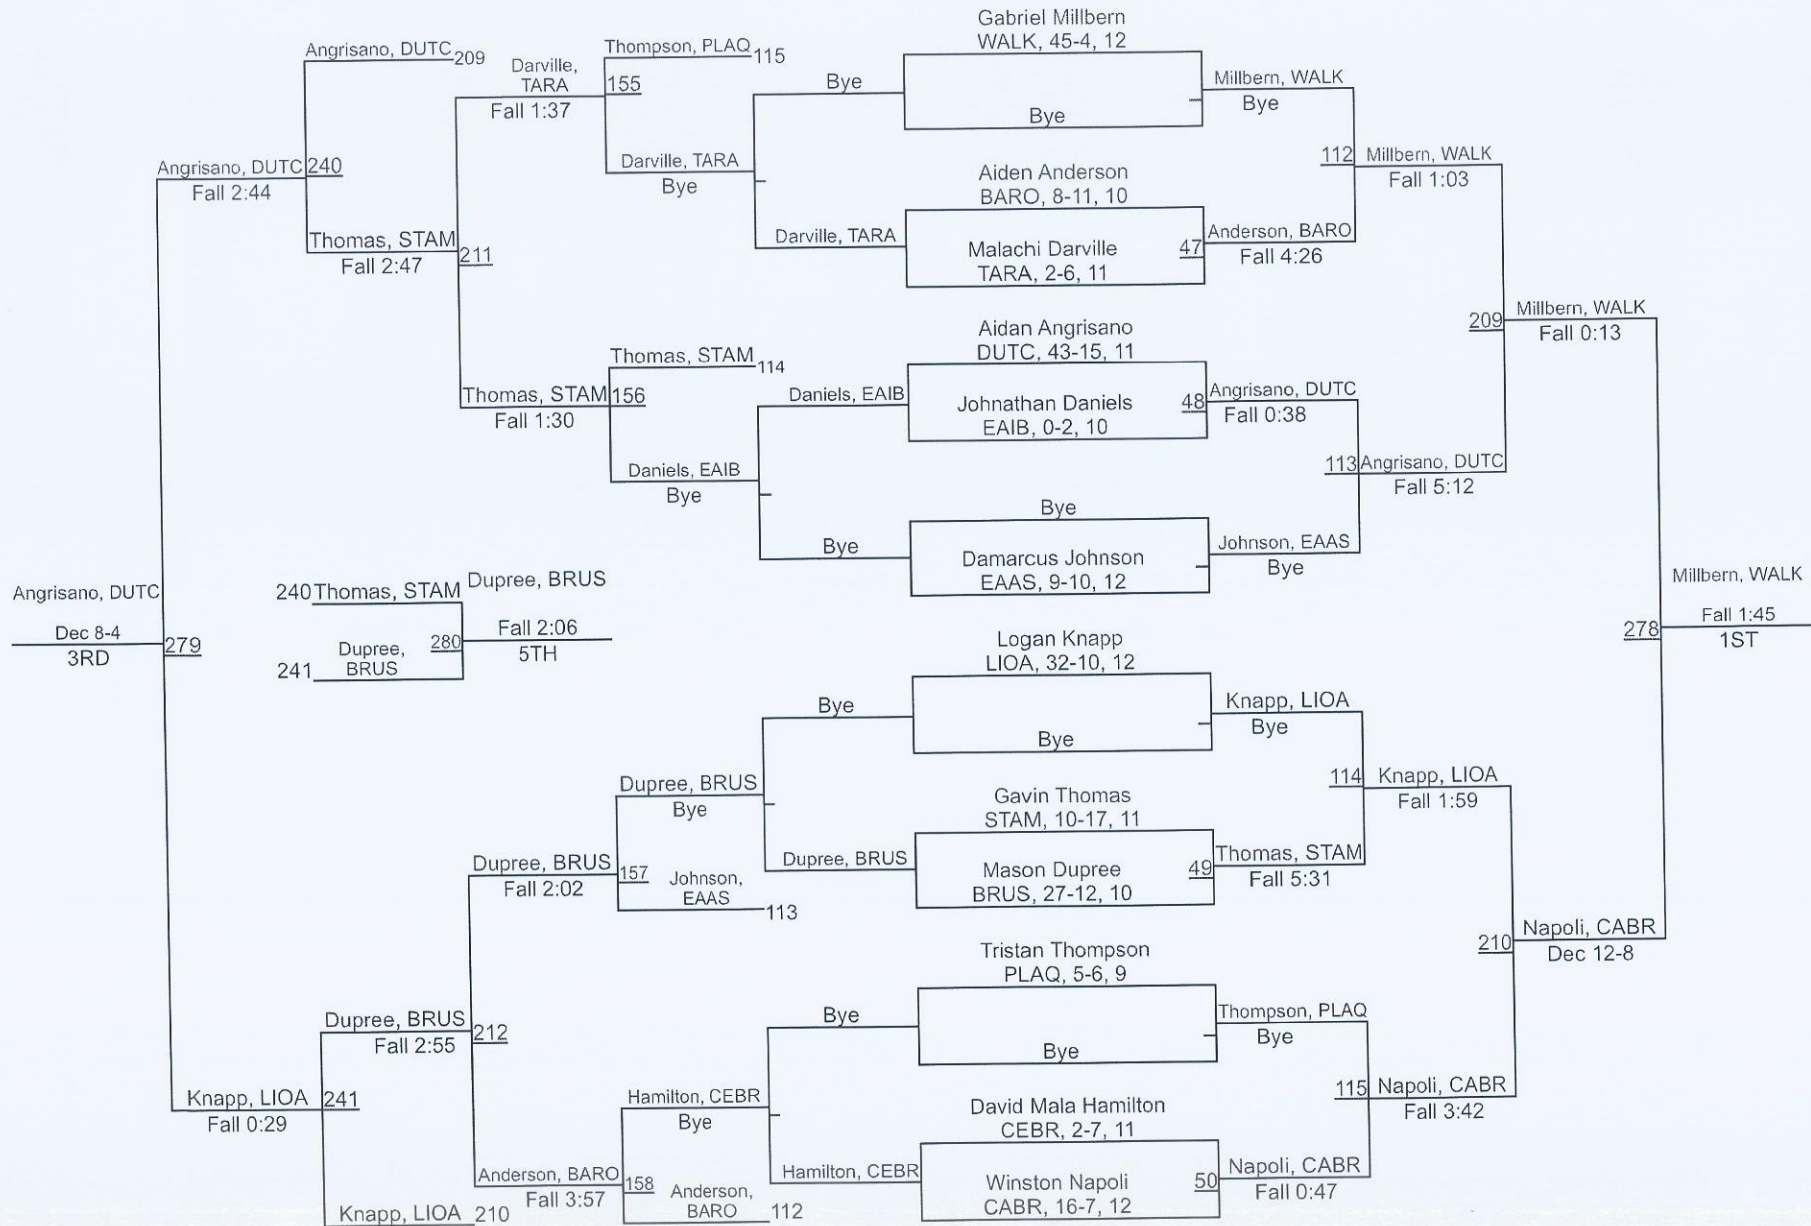 Gabriel Millbern
WALK, 45-4, 12
Bye
Aiden Anderson
BARO, 8-11, 10
Malachi Darville
TARA, 2-6, 11
47
Aidan Angrisano
DUTC, 43-15, 11
Johnathan Daniels
EAIB, 0-2, 10
48
Bye
Damarcus Johnson
EAAS, 9-10, 12
Logan Knapp
LIOA, 32-10, 12
Bye
Gavin Thomas
STAM, 10-17, 11
Mason Dupree
BRUS, 27-12, 10
49
Tristan Thompson
PLAQ, 5-6, 9
Bye
David Mala Hamilton
CEBR, 2-7, 11
Winston Napoli
CABR, 16-7, 12
50
Millbern, WALK
Bye
112
Anderson, BARO
Fall 4:26
Angrisano, DUTC
Fall 0:38
113
Johnson, EAAS
Bye
Knapp, LIOA
Bye
114
Thomas, STAM
Fall 5:31
Thompson, PLAQ
Bye
115
Napoli, CABR
Fall 0:47
Millbern, WALK
Fall 1:03
209
Angrisano, DUTC
Fall 5:12
Knapp, LIOA
Fall 1:59
210
Napoli, CABR
Fall 3:42
Millbern, WALK
Fall 0:13
278
Napoli, CABR
Dec 12-8
Millbern, WALK
Fall 1:45
1ST
Bye
Darville, TARA
Daniels, EAIB
Bye
Bye
Dupree, BRUS
Bye
Hamilton, CEBR
Thompson, PLAQ
115
155
Darville, TARA
Bye
Thomas, STAM
114
156
Daniels, EAIB
Bye
Dupree, BRUS
Bye
157
Johnson,
EAAS
113
Hamilton, CEBR
Bye
158
Anderson,
BARO
112
Darville,
TARA
Fall 1:37
211
Thomas, STAM
Fall 1:30
Dupree, BRUS
Fall 2:02
212
Anderson, BARO
Fall 3:57
Angrisano, DUTC
209
240
Thomas, STAM
Fall 2:47
Dupree, BRUS
Fall 2:55
241
Knapp, LIOA
210
Angrisano, DUTC
Fall 2:44
279
Knapp, LIOA
Fall 0:29
Angrisano, DUTC
Dec 8-4
3RD
240
Thomas, STAM
280
241
Dupree,
BRUS
Dupree, BRUS
Fall 2:06
5TH